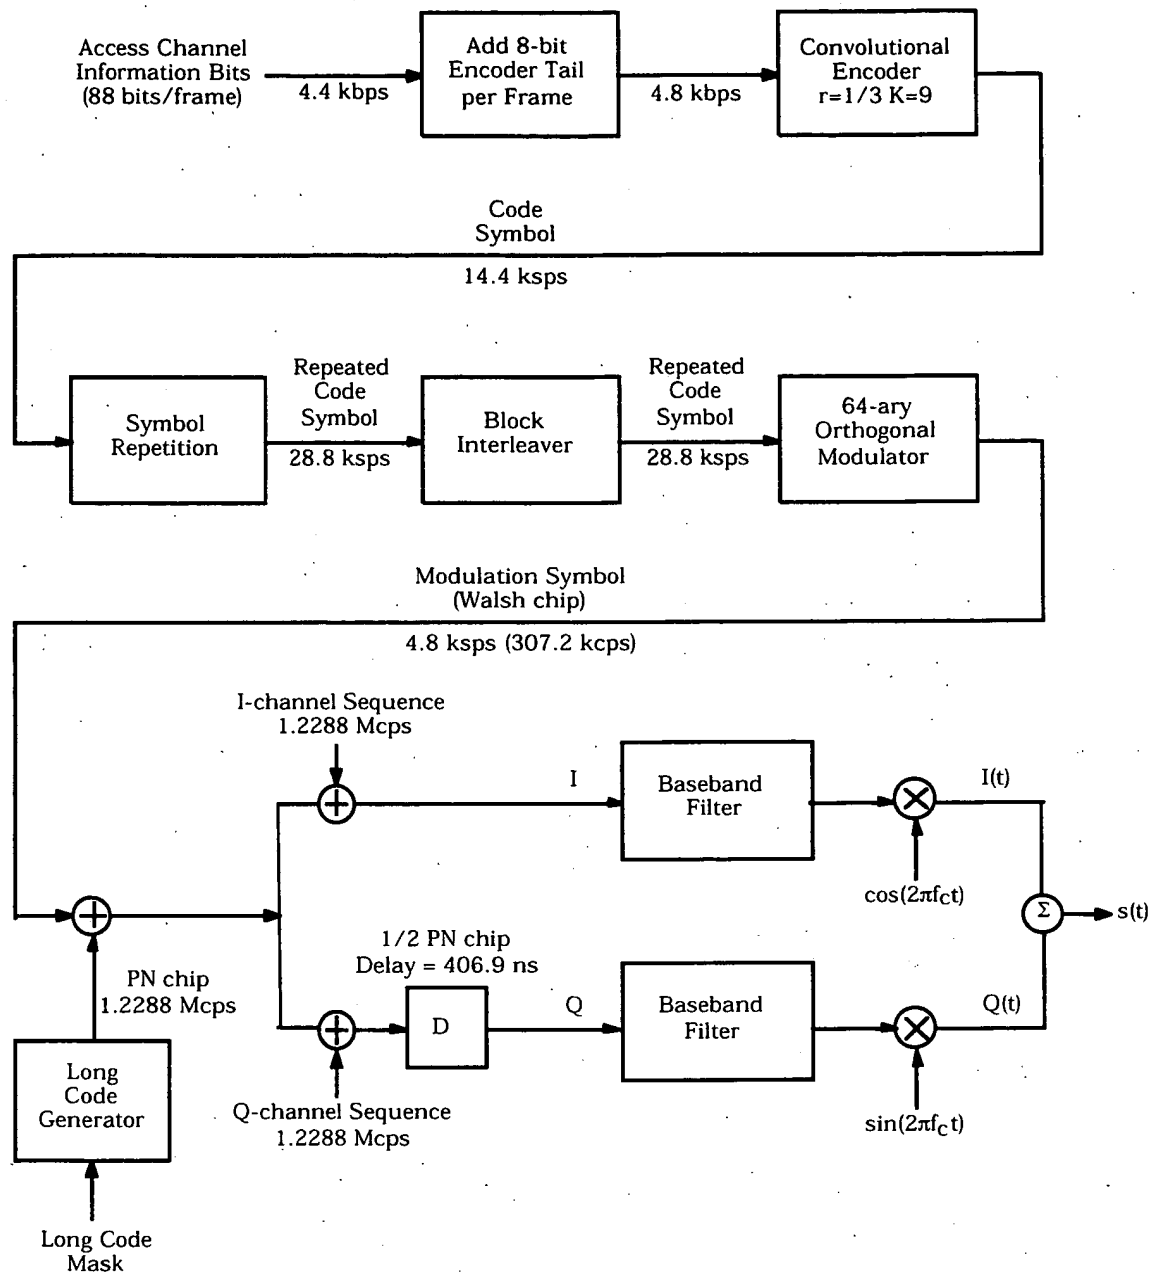 Access Channel
Information Bits
(88 bits/frame)
4.4 kbps
Add 8-bit
Encoder Tail
per Frame
4.8 kbps
Convolutional
Encoder
r=1/3 K=9
Code
Symbol
14.4 ksps
Symbol
Repetition
Repeated
Code
Symbol
28.8 ksps
Block
Interleaver
Repeated
Code
Symbol
28.8 ksps
64-ary
Orthogonal
Modulator
Modulation Symbol
(Walsh chip)
4.8 ksps (307.2 kcps)
I-channel Sequence
1.2288 Mcps
I
Baseband
Filter
I(t)
cos(2πfct)
Σ
s(t)
PN chip
1.2288 Mcps
1/2 PN chip
Delay = 406.9 ns
D
Q
Baseband
Filter
Q(t)
sin(2πfct)
Long
Code
Generator
Q-channel Sequence
1.2288 Mcps
Long Code
Mask